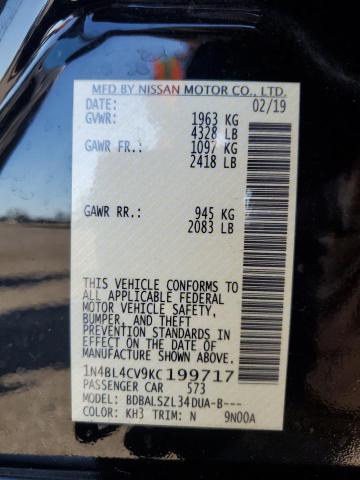 MFD BY NISSAN MOTOR CO., LTD.
DATE: 02/19
GVWR: 1963 KG
4328 LB
GAWR FR.: 1097 KG
2418 LB
GAWR RR.: 945 KG
2083 LB
THIS VEHICLE CONFORMS TO
ALL APPLICABLE FEDERAL
MOTOR VEHICLE SAFETY,
BUMPER, AND THEFT
PREVENTION STANDARDS IN
EFFECT ON THE DATE OF
MANUFACTURE SHOWN ABOVE.
1N4BL4CV9KC199717
PASSENGER CAR 573
MODEL: BDBALSZL34DUA-B---
COLOR: KH3 TRIM: N 9N00A